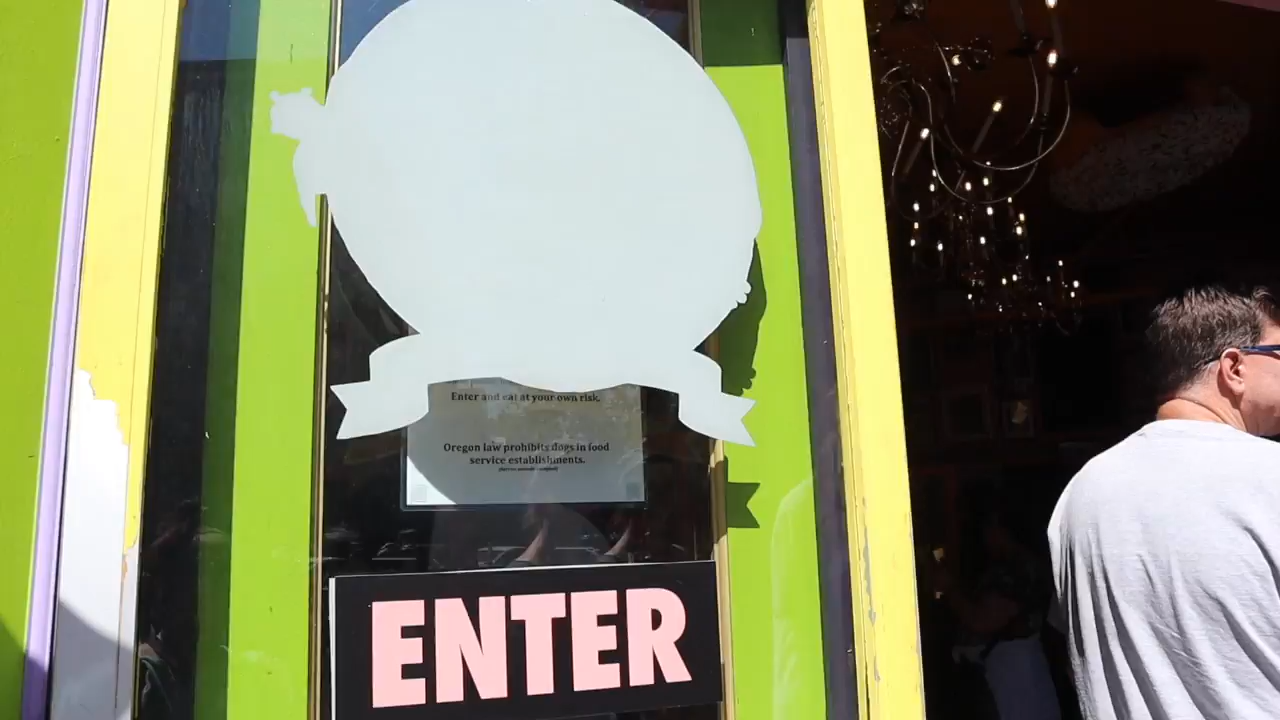 Enter and eat at your own risk.
Oregon law prohibits dogs in food
service establishments.
ENTER